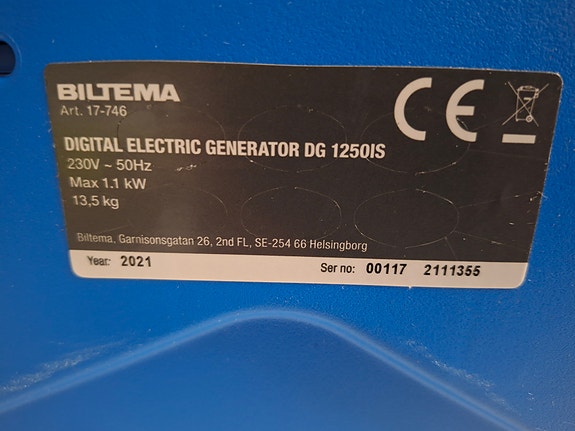 BILTEMA
Art. 17-746
DIGITAL ELECTRIC GENERATOR DG 1250IS
230V ~ 50Hz
Max 1.1 kW
13,5 kg
Biltema, Garnisonsgatan 26, 2nd FL, SE-254 66 Helsingborg
Year: 2021 Ser no: 00117 2111355
CE